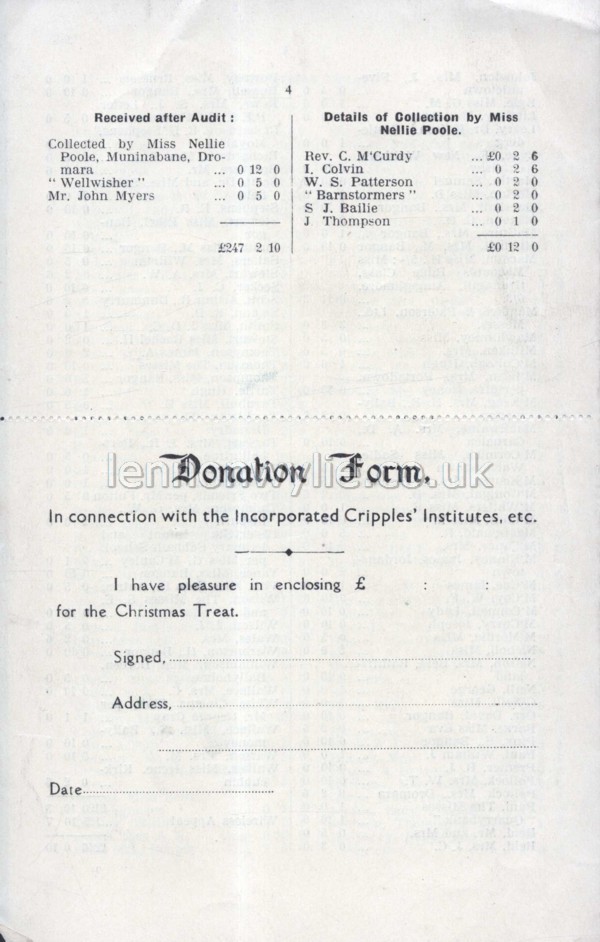 4
Received after Audit :
Collected by Miss Nellie
Poole, Muninabane, Dro-
mara ... 0 12 0
" Wellwisher " ... 0 5 0
Mr. John Myers ... 0 5 0
£247 2 10
Details of Collection by Miss
Nellie Poole.
Rev. C. M'Curdy ... £0 2 6
I. Colvin ... 0 2 6
W. S. Patterson ... 0 2 0
" Barnstormers " ... 0 2 0
S J. Bailie ... 0 2 0
J Thompson ... 0 1 0
£0 12 0
Donation Form.
lennonwylie.co.uk
In connection with the Incorporated Cripples' Institutes, etc.
I have pleasure in enclosing £ : :
for the Christmas Treat.
Signed,
Address,
Date